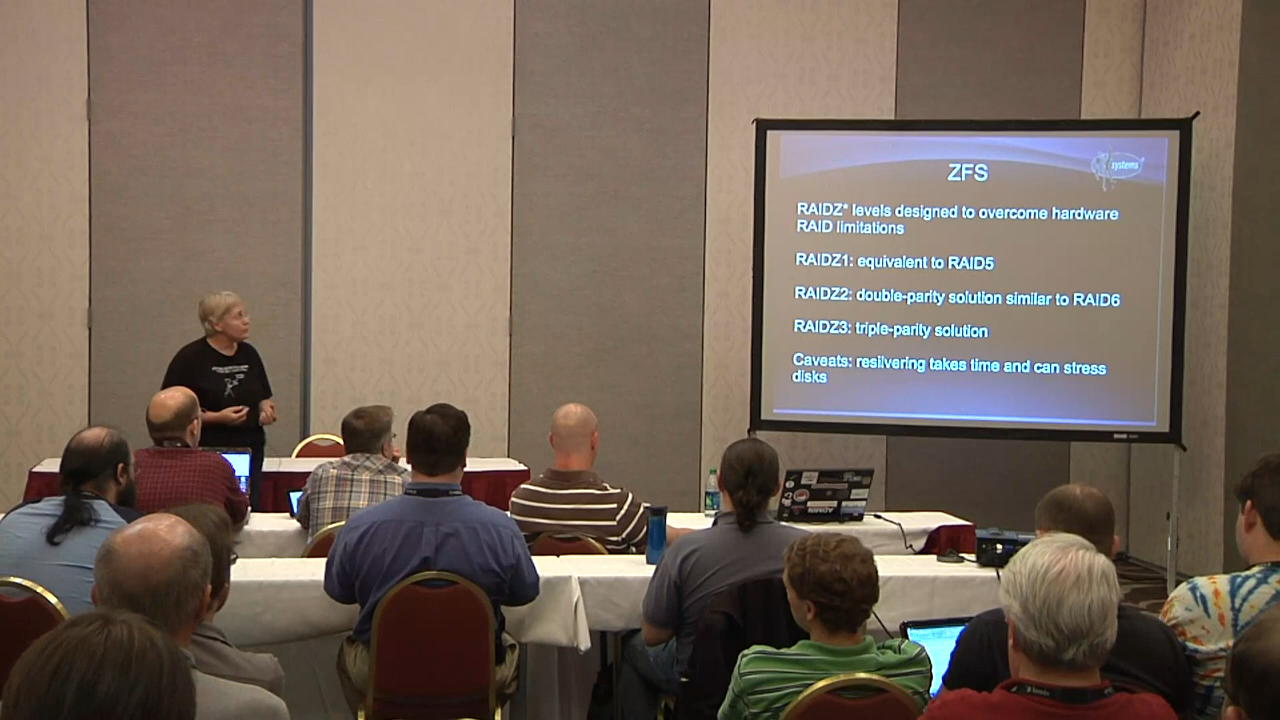 systems
ZFS
RAIDZ* levels designed to overcome hardware
RAID limitations
RAIDZ1: equivalent to RAID5
RAIDZ2: double-parity solution similar to RAID6
RAIDZ3: triple-parity solution
Caveats: resilvering takes time and can stress
disks